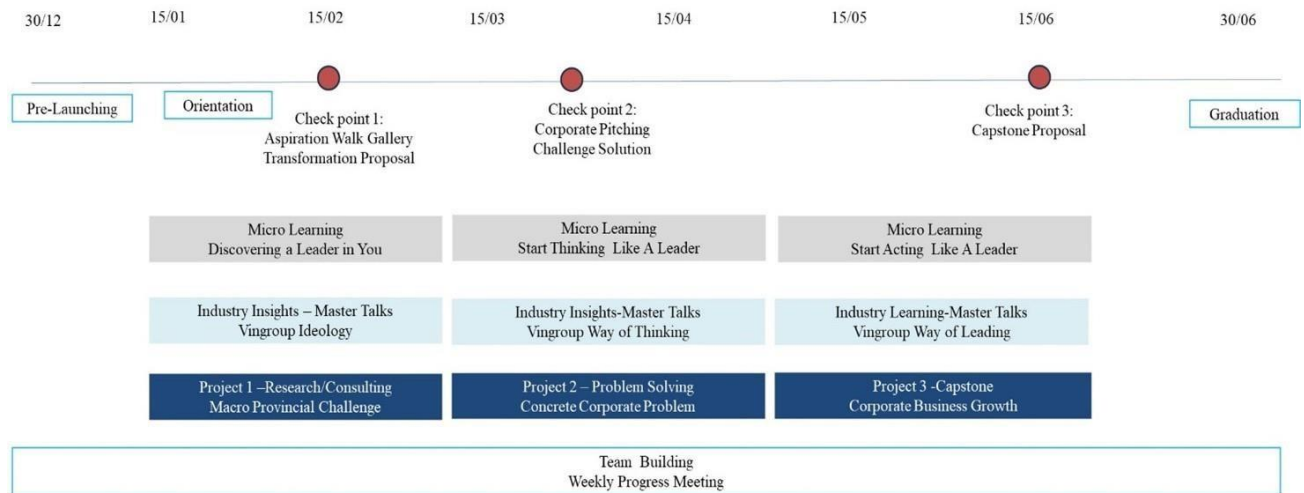 30/12 15/01 15/02 15/03 15/04 15/05 15/06 30/06
Pre-Launching
Orientation
Check point 1:
Aspiration Walk Gallery
Transformation Proposal
Check point 2:
Corporate Pitching
Challenge Solution
Check point 3:
Capstone Proposal
Graduation
Micro Learning
Discovering a Leader in You
Micro Learning
Start Thinking Like A Leader
Micro Learning
Start Acting Like A Leader
Industry Insights – Master Talks
Vingroup Ideology
Industry Insights-Master Talks
Vingroup Way of Thinking
Industry Learning-Master Talks
Vingroup Way of Leading
Project 1 –Research/Consulting
Macro Provincial Challenge
Project 2 – Problem Solving
Concrete Corporate Problem
Project 3 -Capstone
Corporate Business Growth
Team Building
Weekly Progress Meeting